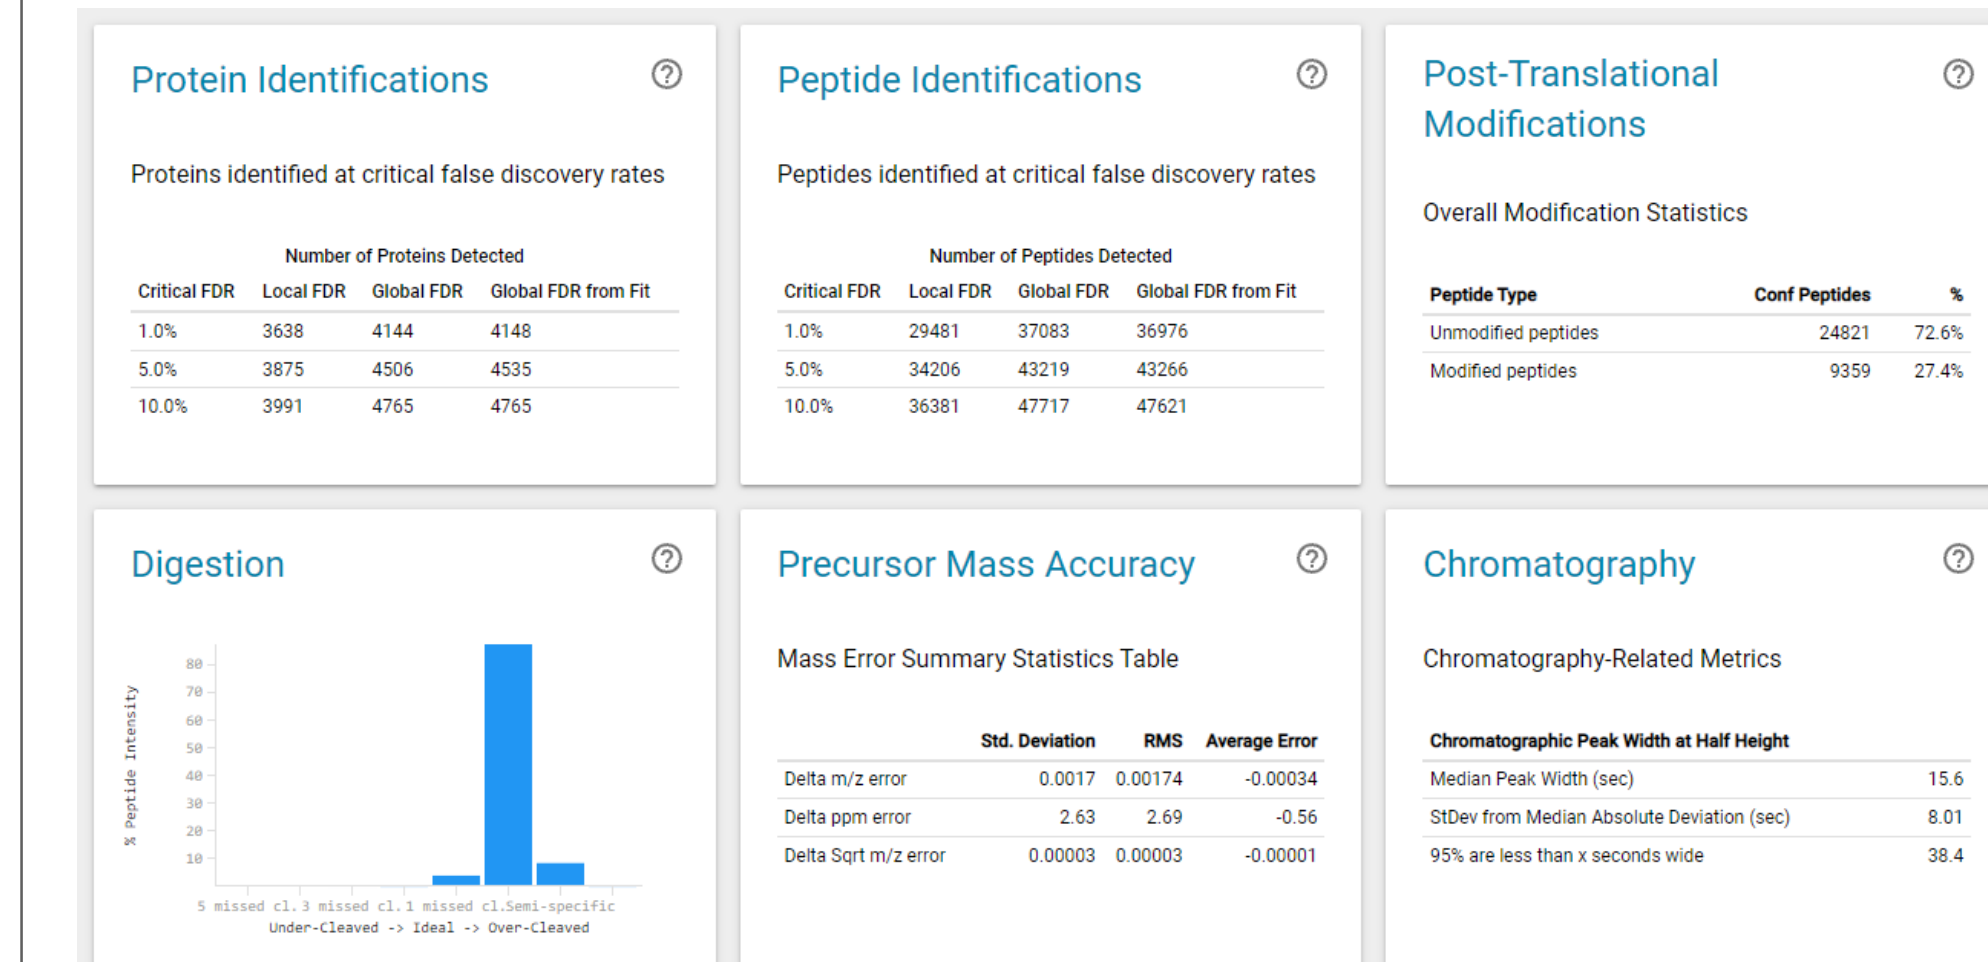 Protein Identifications
Proteins identified at critical false discovery rates
Number of Proteins Detected
Critical FDR Local FDR Global FDR Global FDR from Fit
1.0% 3638 4144 4148
5.0% 3875 4506 4535
10.0% 3991 4765 4765
Peptide Identifications
Peptides identified at critical false discovery rates
Number of Peptides Detected
Critical FDR Local FDR Global FDR Global FDR from Fit
1.0% 29481 37083 36976
5.0% 34206 43219 43266
10.0% 36381 47717 47621
Post-Translational
Modifications
Overall Modification Statistics
Peptide Type Conf Peptides %
Unmodified peptides 24821 72.6%
Modified peptides 9359 27.4%
Digestion
% Peptide Intensity
80
70
60
50
40
30
20
10
5 missed cl. 3 missed cl. 1 missed cl. Semi-specific
Under-Cleaved -> Ideal -> Over-Cleaved
Precursor Mass Accuracy
Mass Error Summary Statistics Table
Std. Deviation RMS Average Error
Delta m/z error 0.0017 0.00174 -0.00034
Delta ppm error 2.63 2.69 -0.56
Delta Sqrt m/z error 0.00003 0.00003 -0.00001
Chromatography
Chromatography-Related Metrics
Chromatographic Peak Width at Half Height
Median Peak Width (sec) 15.6
StDev from Median Absolute Deviation (sec) 8.01
95% are less than x seconds wide 38.4